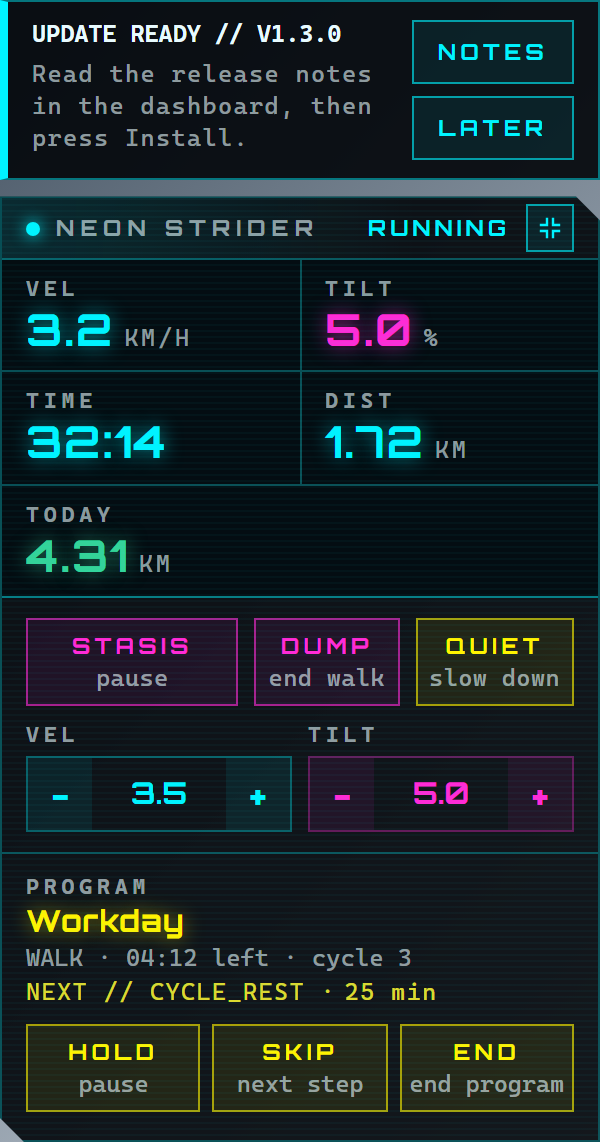 UPDATE READY // V1.3.0
Read the release notes
in the dashboard, then
press Install.
NOTES
LATER
NEON STRIDER
RUNNING
VEL
3.2 KM/H
TILT
5.0 %
TIME
32:14
DIST
1.72 KM
TODAY
4.31 KM
STASIS
pause
DUMP
end walk
QUIET
slow down
VEL
- 3.5 +
TILT
- 5.0 +
PROGRAM
Workday
WALK · 04:12 left · cycle 3
NEXT // CYCLE_REST · 25 min
HOLD
pause
SKIP
next step
END
end program